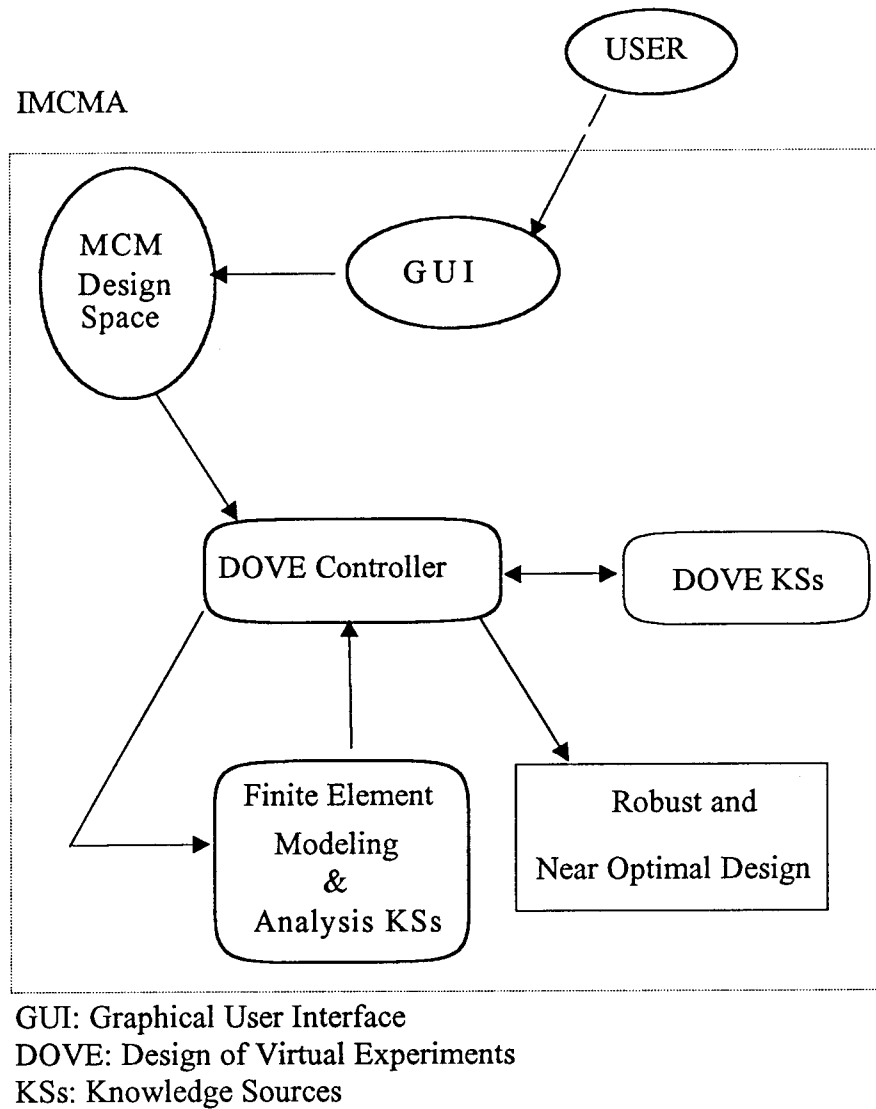 USER
IMCMA
MCM
Design
Space
GUI
DOVE Controller
DOVE KSs
Finite Element
Modeling
&
Analysis KSs
Robust and
Near Optimal Design
GUI: Graphical User Interface
DOVE: Design of Virtual Experiments
KSs: Knowledge Sources